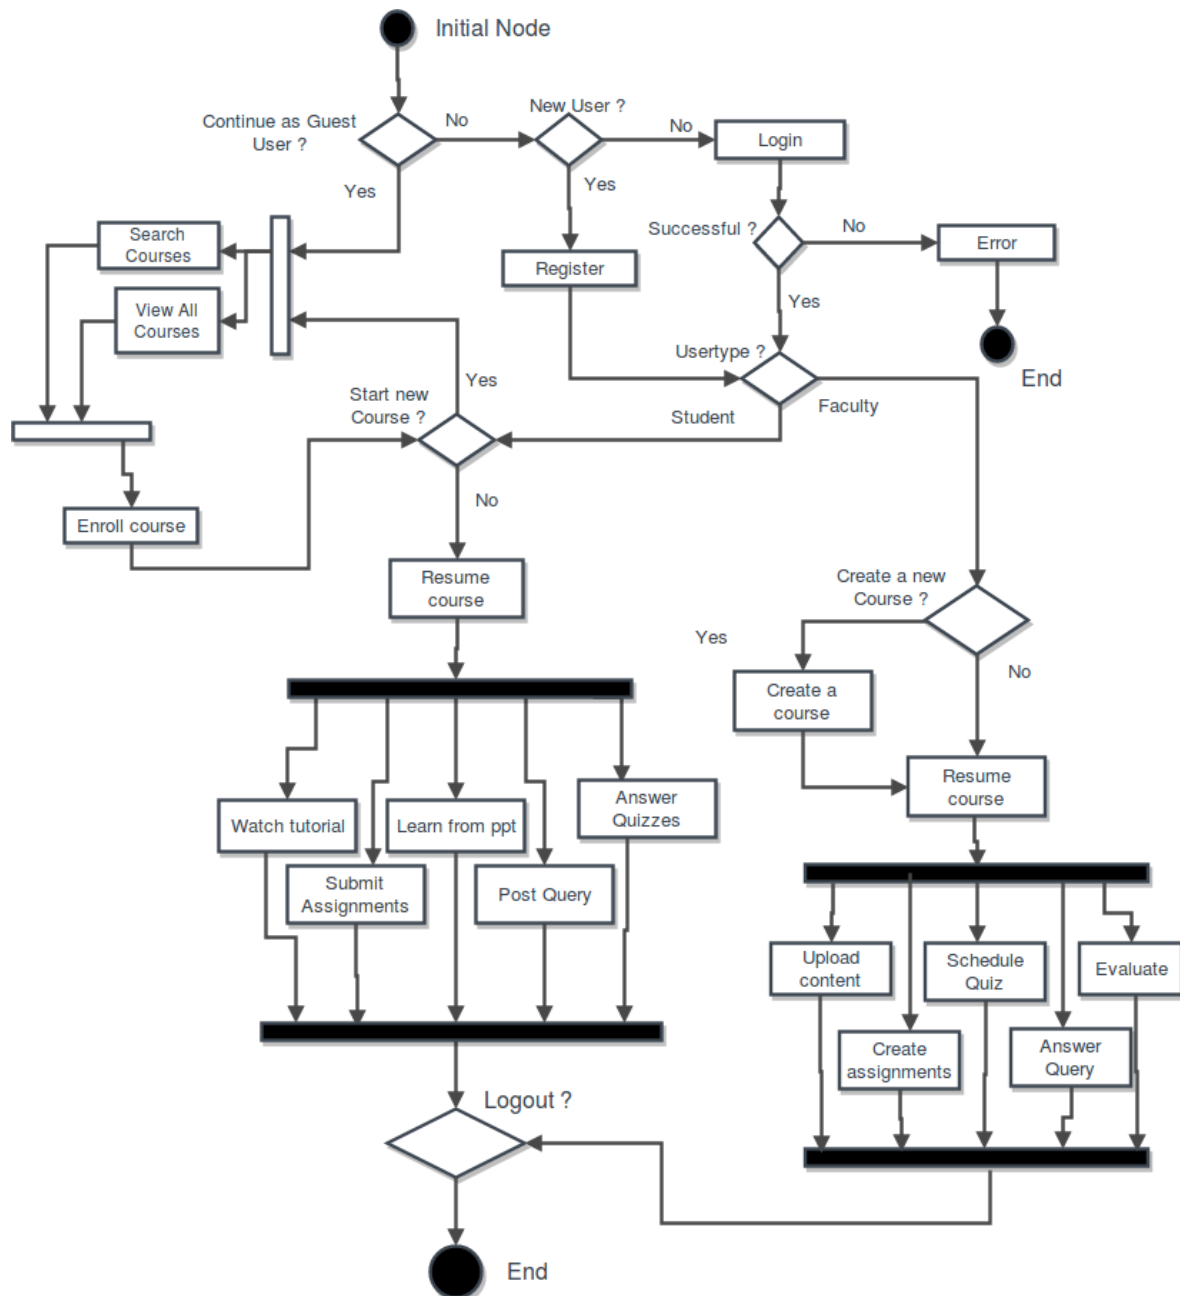 Initial Node
New User ?
Continue as Guest
User ?
No
No
Login
Yes
Yes
Search
Courses
Successful ?
No
Error
Register
View All
Courses
Yes
Usertype ?
End
Yes
Start new
Course ?
Student
Faculty
No
Enroll course
Resume
course
Create a new
Course ?
Yes
No
Create a
course
Resume
course
Watch tutorial
Learn from ppt
Answer
Quizzes
Submit
Assignments
Post Query
Upload
content
Schedule
Quiz
Evaluate
Create
assignments
Answer
Query
Logout ?
End